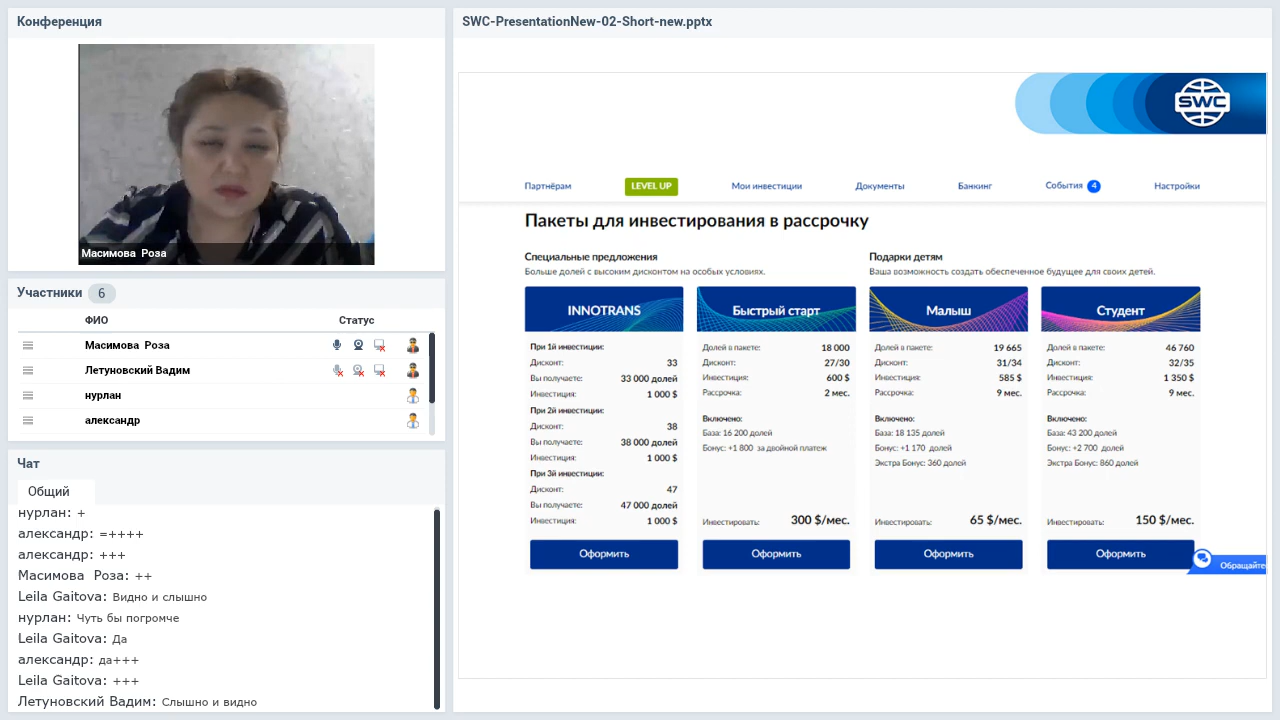 Конференция
Масимова Роза
Участники 6
ФИО Статус
Масимова Роза
Летуновский Вадим
нурлан
александр
Чат
Общий
нурлан: +
александр: =++++
александр: +++
Масимова Роза: ++
Leila Gaitova: Видно и слышно
нурлан: Чуть бы погромче
Leila Gaitova: Да
александр: да+++
Leila Gaitova: +++
Летуновский Вадим: Слышно и видно
SWC-PresentationNew-02-Short-new.pptx
SWC
Партнёрам LEVEL UP Мои инвестиции Документы Банкинг События 4 Настройки
Пакеты для инвестирования в рассрочку
Специальные предложения
Больше долей с высоким дисконтом на особых условиях.
INNOTRANS
При 1й инвестиции:
Дисконт: 33
Вы получаете: 33 000 долей
Инвестиция: 1 000 $
При 2й инвестиции:
Дисконт: 38
Вы получаете: 38 000 долей
Инвестиция: 1 000 $
При 3й инвестиции:
Дисконт: 47
Вы получаете: 47 000 долей
Инвестиция: 1 000 $
Оформить
Быстрый старт
Долей в пакете: 18 000
Дисконт: 27/30
Инвестиция: 600 $
Рассрочка: 2 мес.
Включено:
База: 16 200 долей
Бонус: +1 800 за двойной платеж
Инвестировать: 300 $/мес.
Оформить
Подарки детям
Ваша возможность создать обеспеченное будущее для своих детей.
Малыш
Долей в пакете: 19 665
Дисконт: 31/34
Инвестиция: 585 $
Рассрочка: 9 мес.
Включено:
База: 18 135 долей
Бонус: +1 170 долей
Экстра Бонус: 360 долей
Инвестировать: 65 $/мес.
Оформить
Студент
Долей в пакете: 46 760
Дисконт: 32/35
Инвестиция: 1 350 $
Рассрочка: 9 мес.
Включено:
База: 43 200 долей
Бонус: +2 700 долей
Экстра Бонус: 860 долей
Инвестировать: 150 $/мес.
Оформить
Обращайте